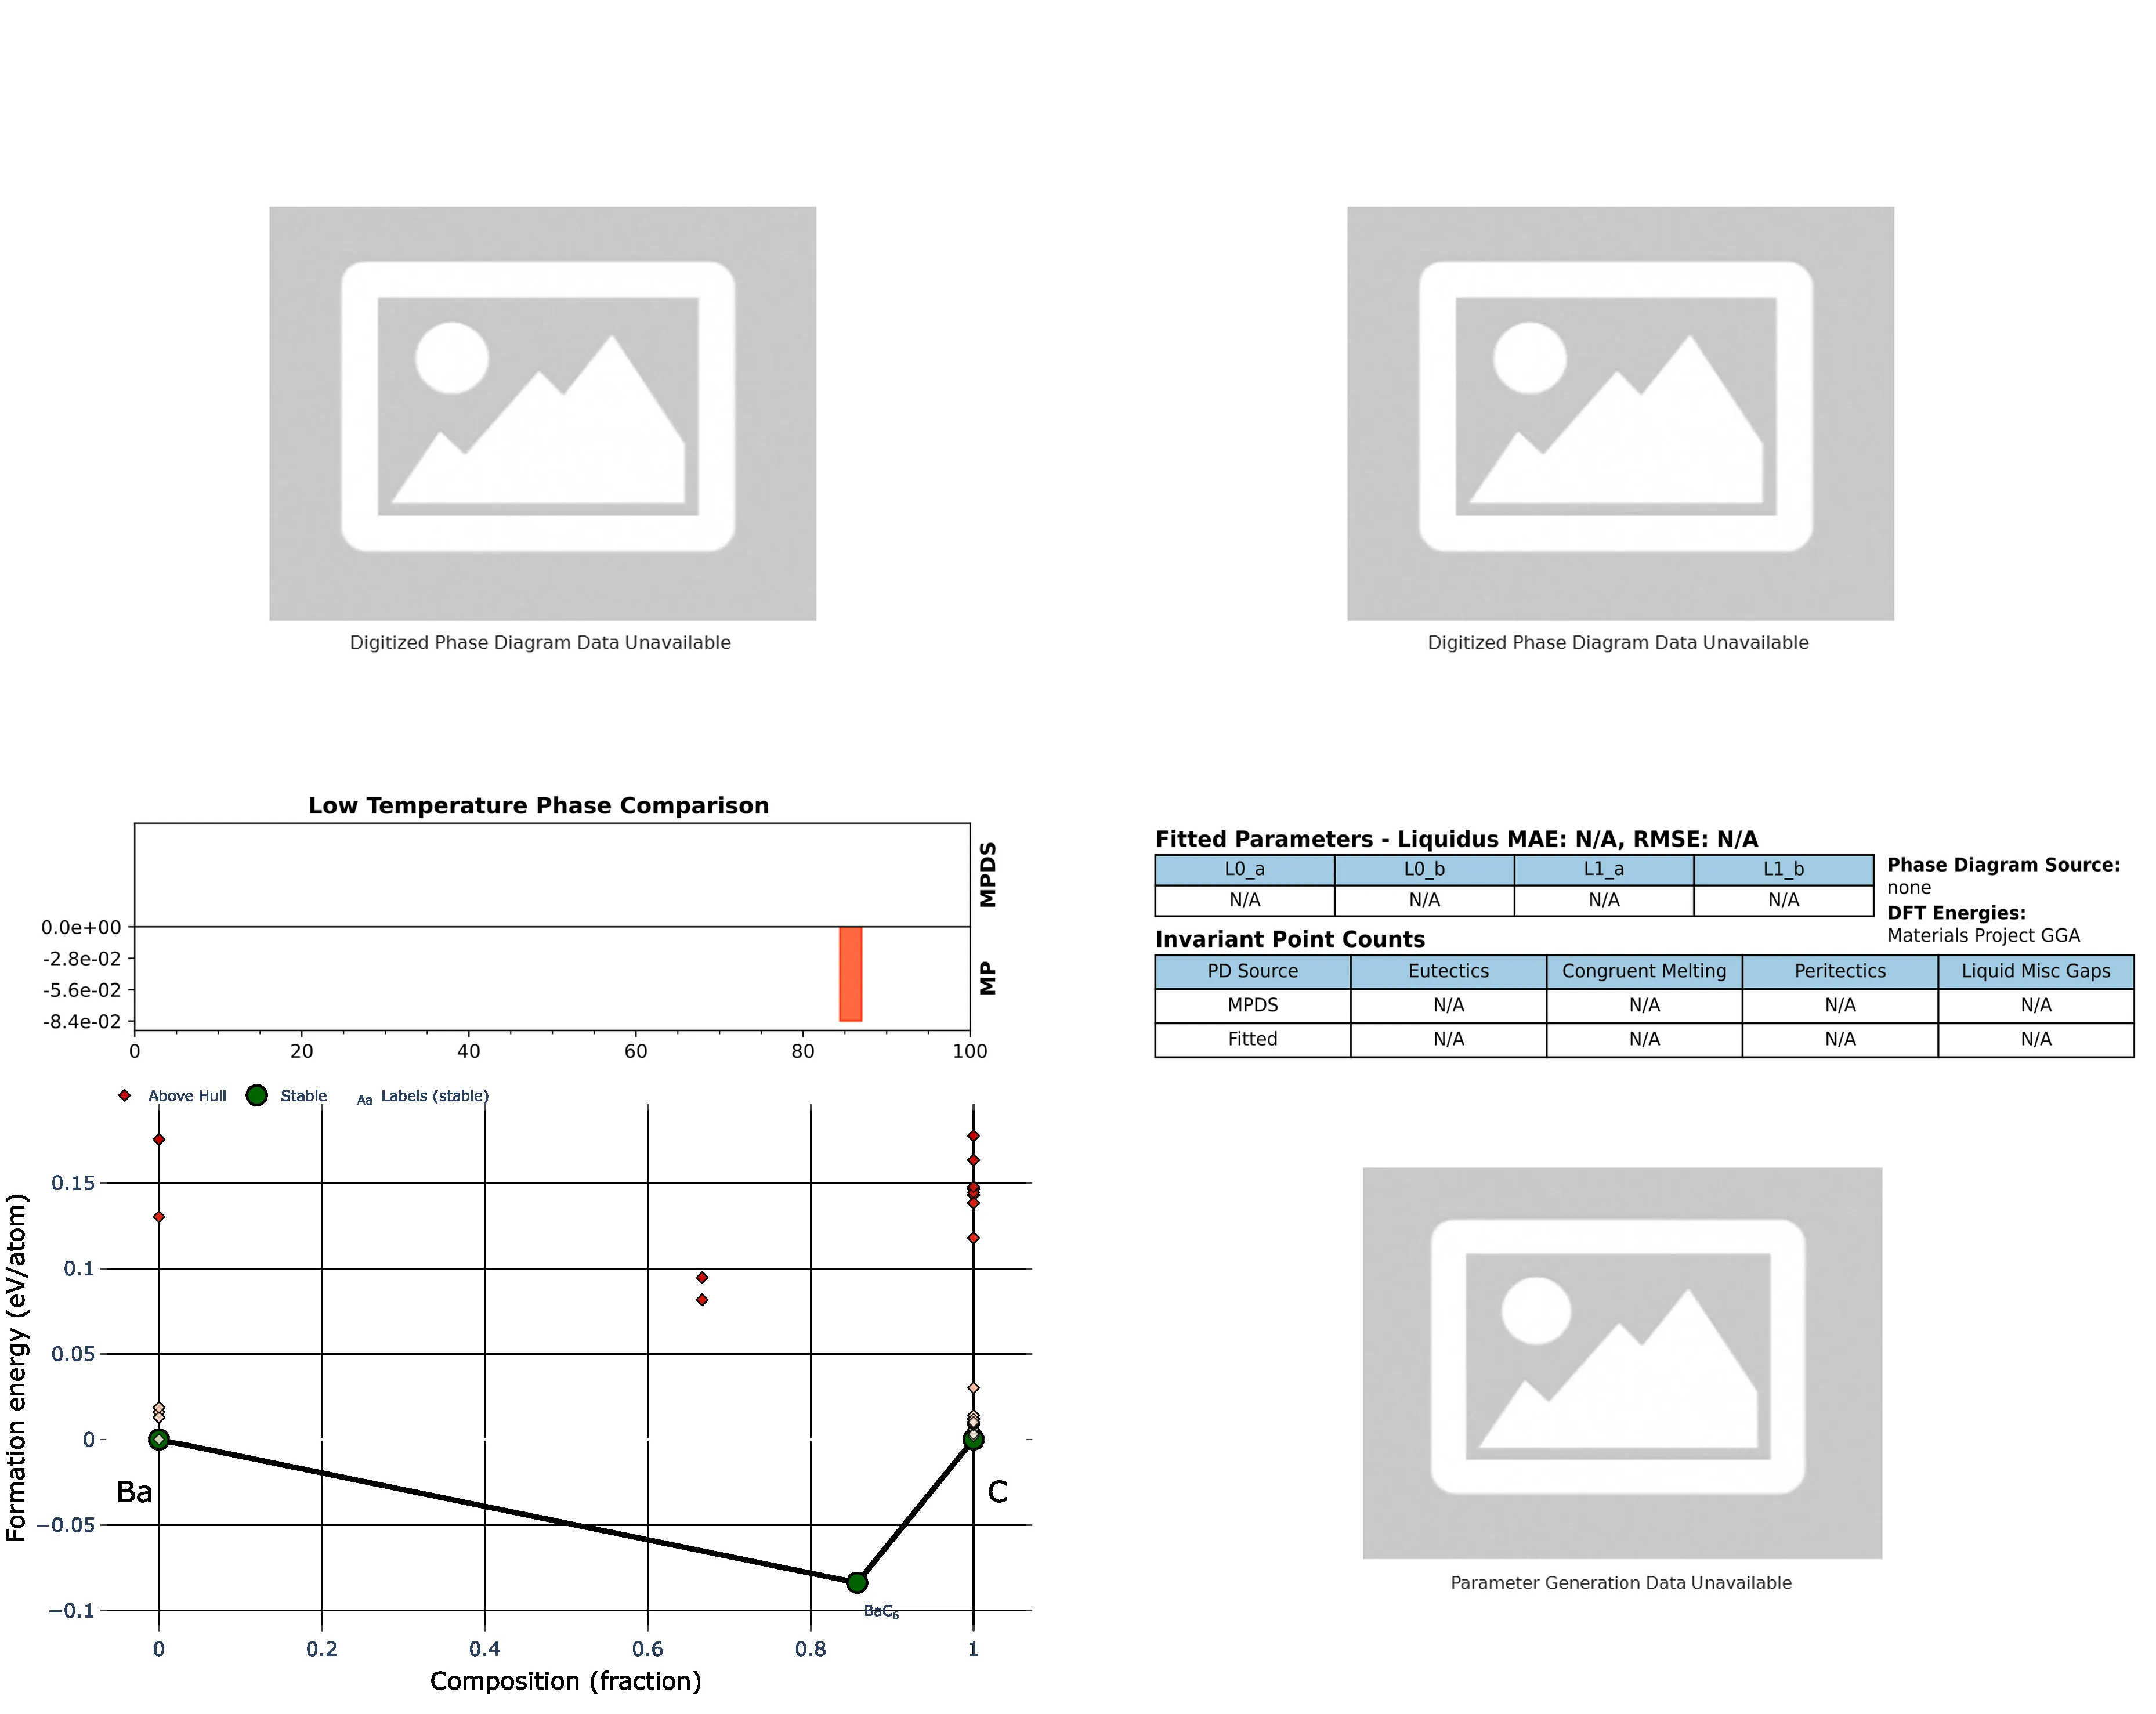 Digitized Phase Diagram Data Unavailable
Digitized Phase Diagram Data Unavailable
Low Temperature Phase Comparison
MPDS
MP
0.0e+00
-2.8e-02
-5.6e-02
-8.4e-02
0 20 40 60 80 100
Fitted Parameters - Liquidus MAE: N/A, RMSE: N/A
L0_a L0_b L1_a L1_b
N/A N/A N/A N/A
Phase Diagram Source:
none
DFT Energies:
Materials Project GGA
Invariant Point Counts
PD Source Eutectics Congruent Melting Peritectics Liquid Misc Gaps
MPDS N/A N/A N/A N/A
Fitted N/A N/A N/A N/A
Above Hull Stable Aa Labels (stable)
Formation energy (eV/atom)
0.15
0.1
0.05
0
−0.05
−0.1
Ba
C
BaC₆
0 0.2 0.4 0.6 0.8 1
Composition (fraction)
Parameter Generation Data Unavailable